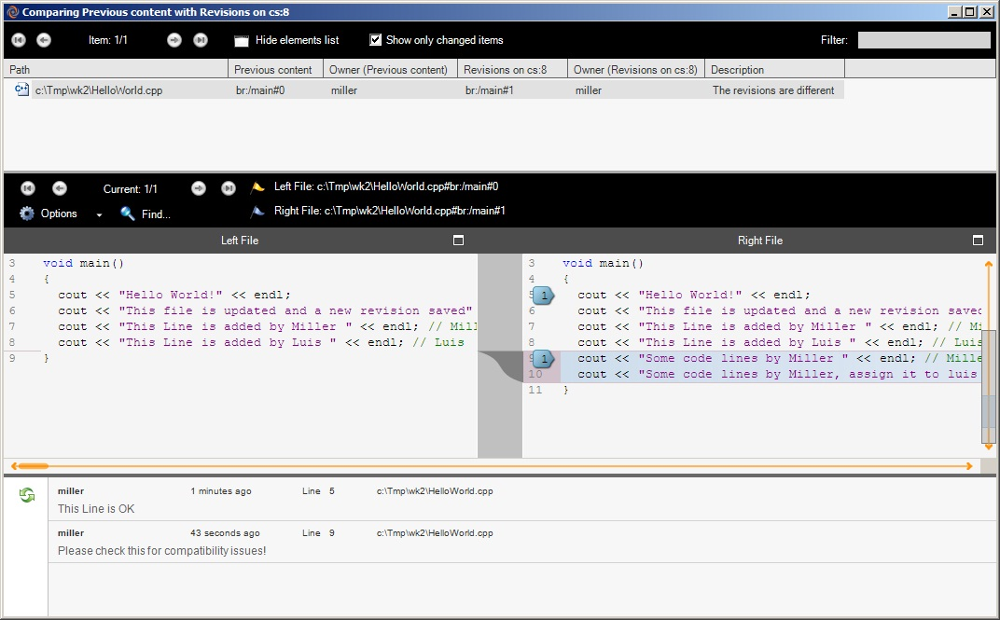 Comparing Previous content with Revisions on cs:8
Item: 1/1 Hide elements list Show only changed items Filter:
Path Previous content Owner (Previous content) Revisions on cs:8 Owner (Revisions on cs:8) Description
C++ c:\Tmp\wk2\HelloWorld.cpp br:/main#0 miller br:/main#1 miller The revisions are different
Current: 1/1 Left File: c:\Tmp\wk2\HelloWorld.cpp#br:/main#0
Options Find... Right File: c:\Tmp\wk2\HelloWorld.cpp#br:/main#1
Left File
3 void main()
4 {
5 cout << "Hello World!" << endl;
6 cout << "This file is updated and a new revision saved"
7 cout << "This Line is added by Miller " << endl; // Mill
8 cout << "This Line is added by Luis " << endl; // Luis
9 }
Right File
3 void main()
4 {
5 1 cout << "Hello World!" << endl;
6 cout << "This file is updated and a new revision saved
7 cout << "This Line is added by Miller " << endl; // Mi
8 cout << "This Line is added by Luis " << endl; // Luis
9 1 cout << "Some code lines by Miller " << endl; // Mille
10 cout << "Some code lines by Miller, assign it to luis
11 }
miller 1 minutes ago Line 5 c:\Tmp\wk2\HelloWorld.cpp
This Line is OK
miller 43 seconds ago Line 9 c:\Tmp\wk2\HelloWorld.cpp
Please check this for compatibility issues!